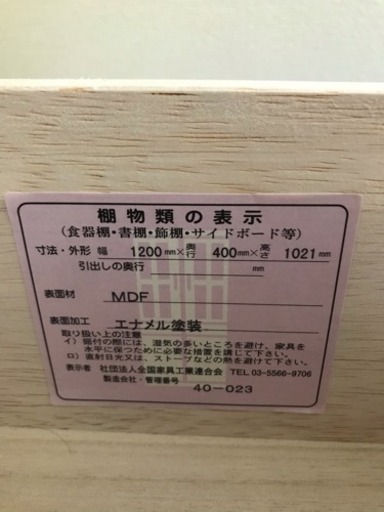 棚物類の表示
(食器棚・書棚・飾棚・サイドボード等)
寸法・外形 幅 1200mm×奥行 400mm×高さ 1021mm
引出しの奥行 mm
表面材 MDF
表面加工 エナメル塗装
取り扱い上の注意
イ) 据付の際には、湿気の多いところを避け、家具を
水平に保つために必要な措置を講じて下さい。
ロ) 直射日光又は、ストーブなどの熱を避けて下さい。
表示者 社団法人全国家具工業連合会 TEL 03-5566-9706
製造会社・管理番号
40-023